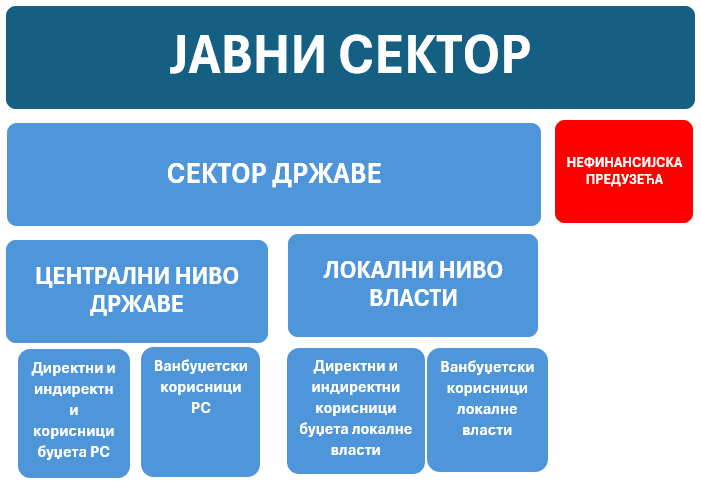 ЈАВНИ СЕКТОР
СЕКТОР ДРЖАВЕ
НЕФИНАНСИЈСКА
ПРЕДУЗЕЋА
ЦЕНТРАЛНИ НИВО
ДРЖАВЕ
ЛОКАЛНИ НИВО
ВЛАСТИ
Директни и
индиректн
и
корисници
буџета РС
Ванбуџетски
корисници
РС
Директни и
индиректни
корисници
буџета локалне
власти
Ванбуџетски
корисници
локалне
власти